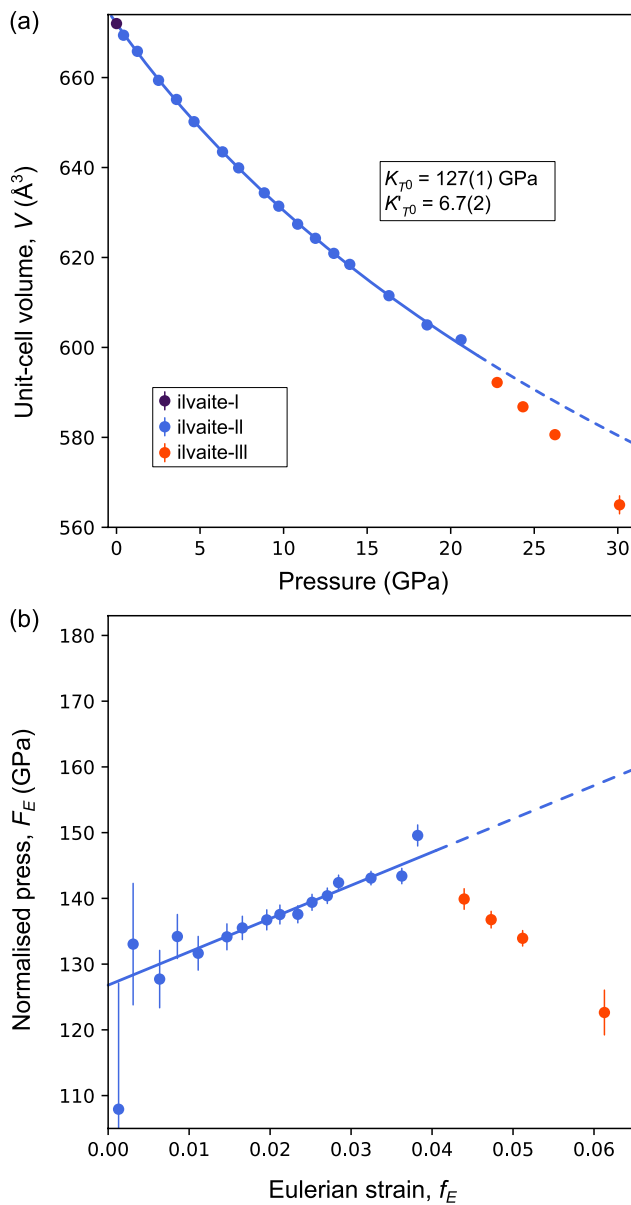 (a)
660
640
620
600
580
560
Unit-cell volume, V (Å³)
K_T0 = 127(1) GPa
K'_T0 = 6.7(2)
ilvaite-I
ilvaite-II
ilvaite-III
0 5 10 15 20 25 30
Pressure (GPa)
(b)
180
170
160
150
140
130
120
110
Normalised press, F_E (GPa)
0.00 0.01 0.02 0.03 0.04 0.05 0.06
Eulerian strain, f_E